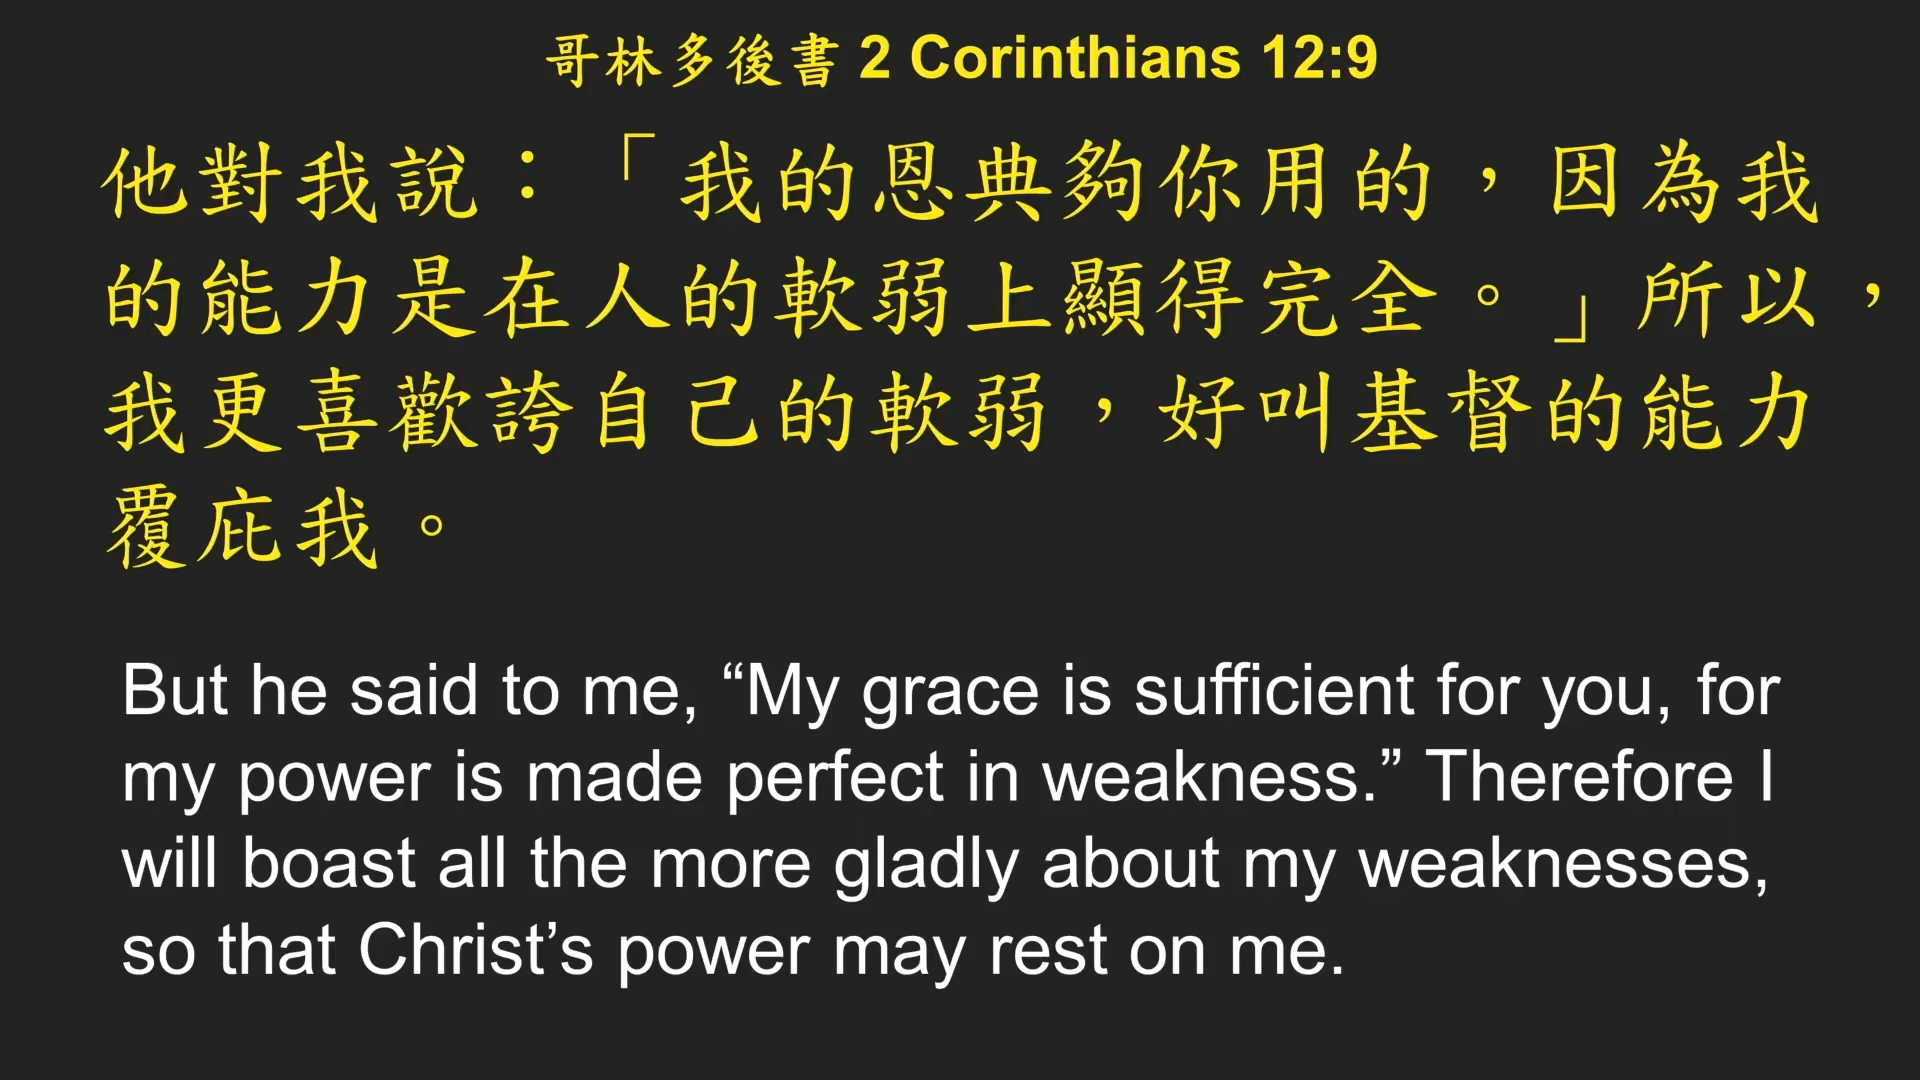 哥林多後書 2 Corinthians 12:9
他對我說：「我的恩典夠你用的，因為我
的能力是在人的軟弱上顯得完全。」所以，
我更喜歡誇自己的軟弱，好叫基督的能力
覆庇我。
But he said to me, “My grace is sufficient for you, for
my power is made perfect in weakness.” Therefore I
will boast all the more gladly about my weaknesses,
so that Christ’s power may rest on me.